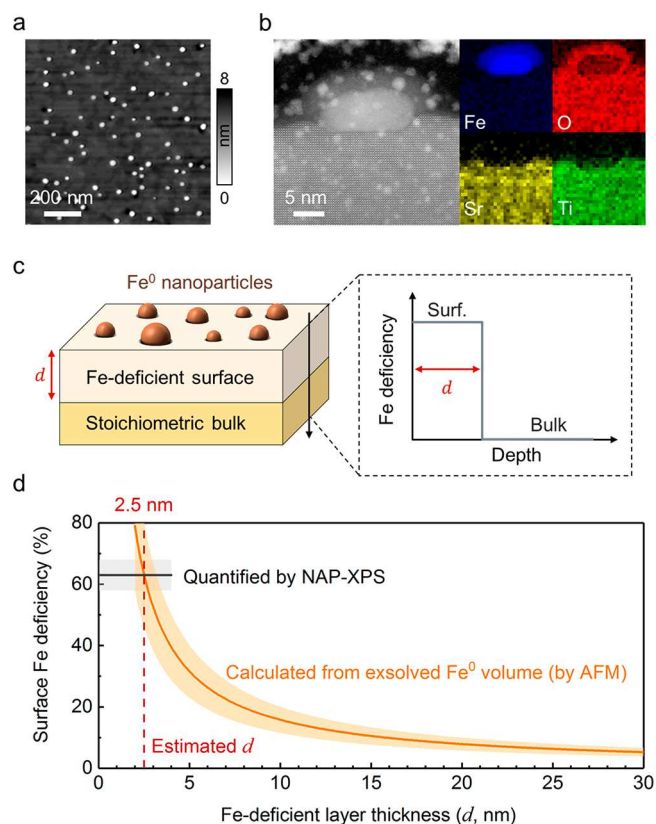 a
8
nm
0
200 nm
b
5 nm
Fe
O
Sr
Ti
c
Fe⁰ nanoparticles
d
Fe-deficient surface
Stoichiometric bulk
Fe deficiency
Surf.
d
Bulk
Depth
d
2.5 nm
Surface Fe deficiency (%)
80
60
40
20
0
Quantified by NAP-XPS
Calculated from exsolved Fe⁰ volume (by AFM)
Estimated d
0 5 10 15 20 25 30
Fe-deficient layer thickness (d, nm)